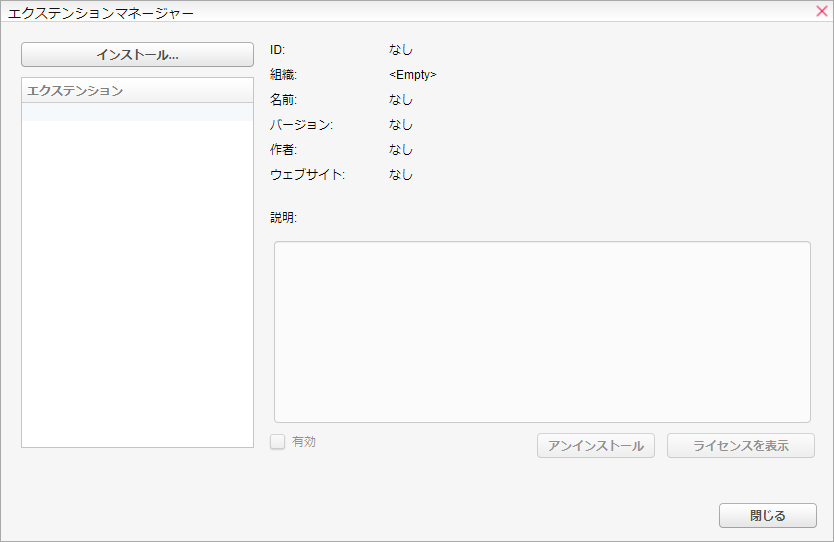 エクステンションマネージャー
インストール...
エクステンション
ID: なし
組織: <Empty>
名前: なし
バージョン: なし
作者: なし
ウェブサイト: なし
説明:
有効
アンインストール
ライセンスを表示
閉じる